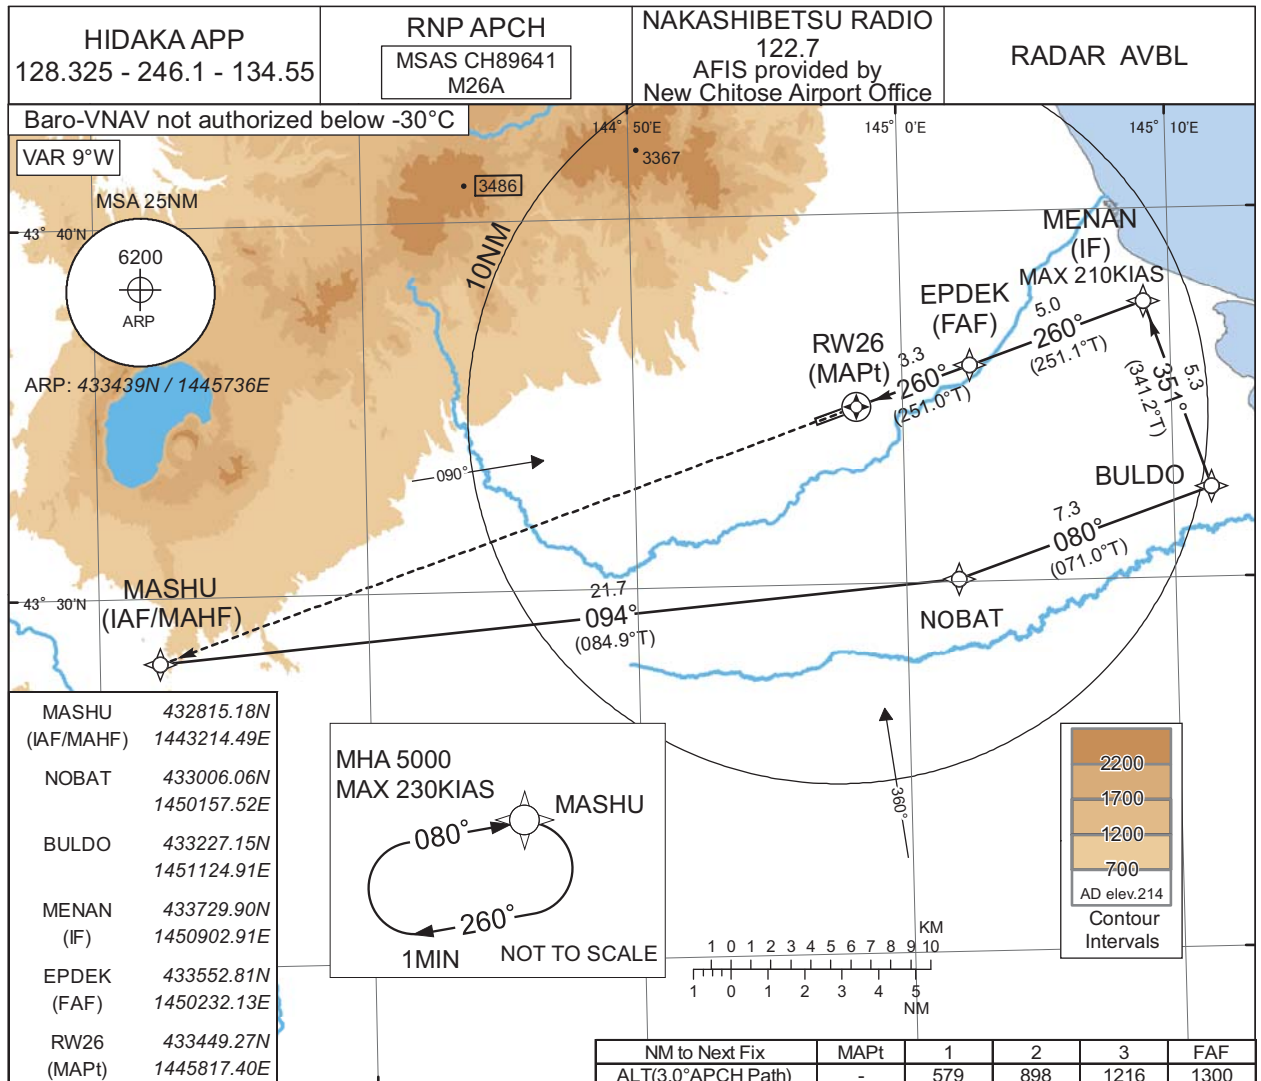 HIDAKA APP
128.325 - 246.1 - 134.55
RNP APCH
MSAS CH89641
M26A
NAKASHIBETSU RADIO
122.7
AFIS provided by
New Chitose Airport Office
RADAR AVBL
Baro-VNAV not authorized below -30°C
VAR 9°W
MSA 25NM
6200
ARP
ARP: 433439N / 1445736E
144° 50'E
145° 0'E
145° 10'E
43° 40'N
43° 30'N
3486
3367
10NM
MENAN
(IF)
MAX 210KIAS
EPDEK
(FAF)
RW26
(MAPt)
5.0
260°
(251.1°T)
3.3
260°
(251.0°T)
5.3
351°
(341.2°T)
BULDO
7.3
080°
(071.0°T)
NOBAT
090°
MASHU
(IAF/MAHF)
21.7
094°
(084.9°T)
360°
MASHU 432815.18N
(IAF/MAHF) 1443214.49E
NOBAT 433006.06N
1450157.52E
BULDO 433227.15N
1451124.91E
MENAN 433729.90N
(IF) 1450902.91E
EPDEK 433552.81N
(FAF) 1450232.13E
RW26 433449.27N
(MAPt) 1445817.40E
MHA 5000
MAX 230KIAS
MASHU
080°
260°
1MIN
NOT TO SCALE
2200
1700
1200
700
AD elev.214
Contour
Intervals
KM
1 0 1 2 3 4 5 6 7 8 9 10
1 0 1 2 3 4 5
NM
NM to Next Fix MAPt 1 2 3 FAF
ALT(3.0°APCH Path) - 579 898 1216 1300